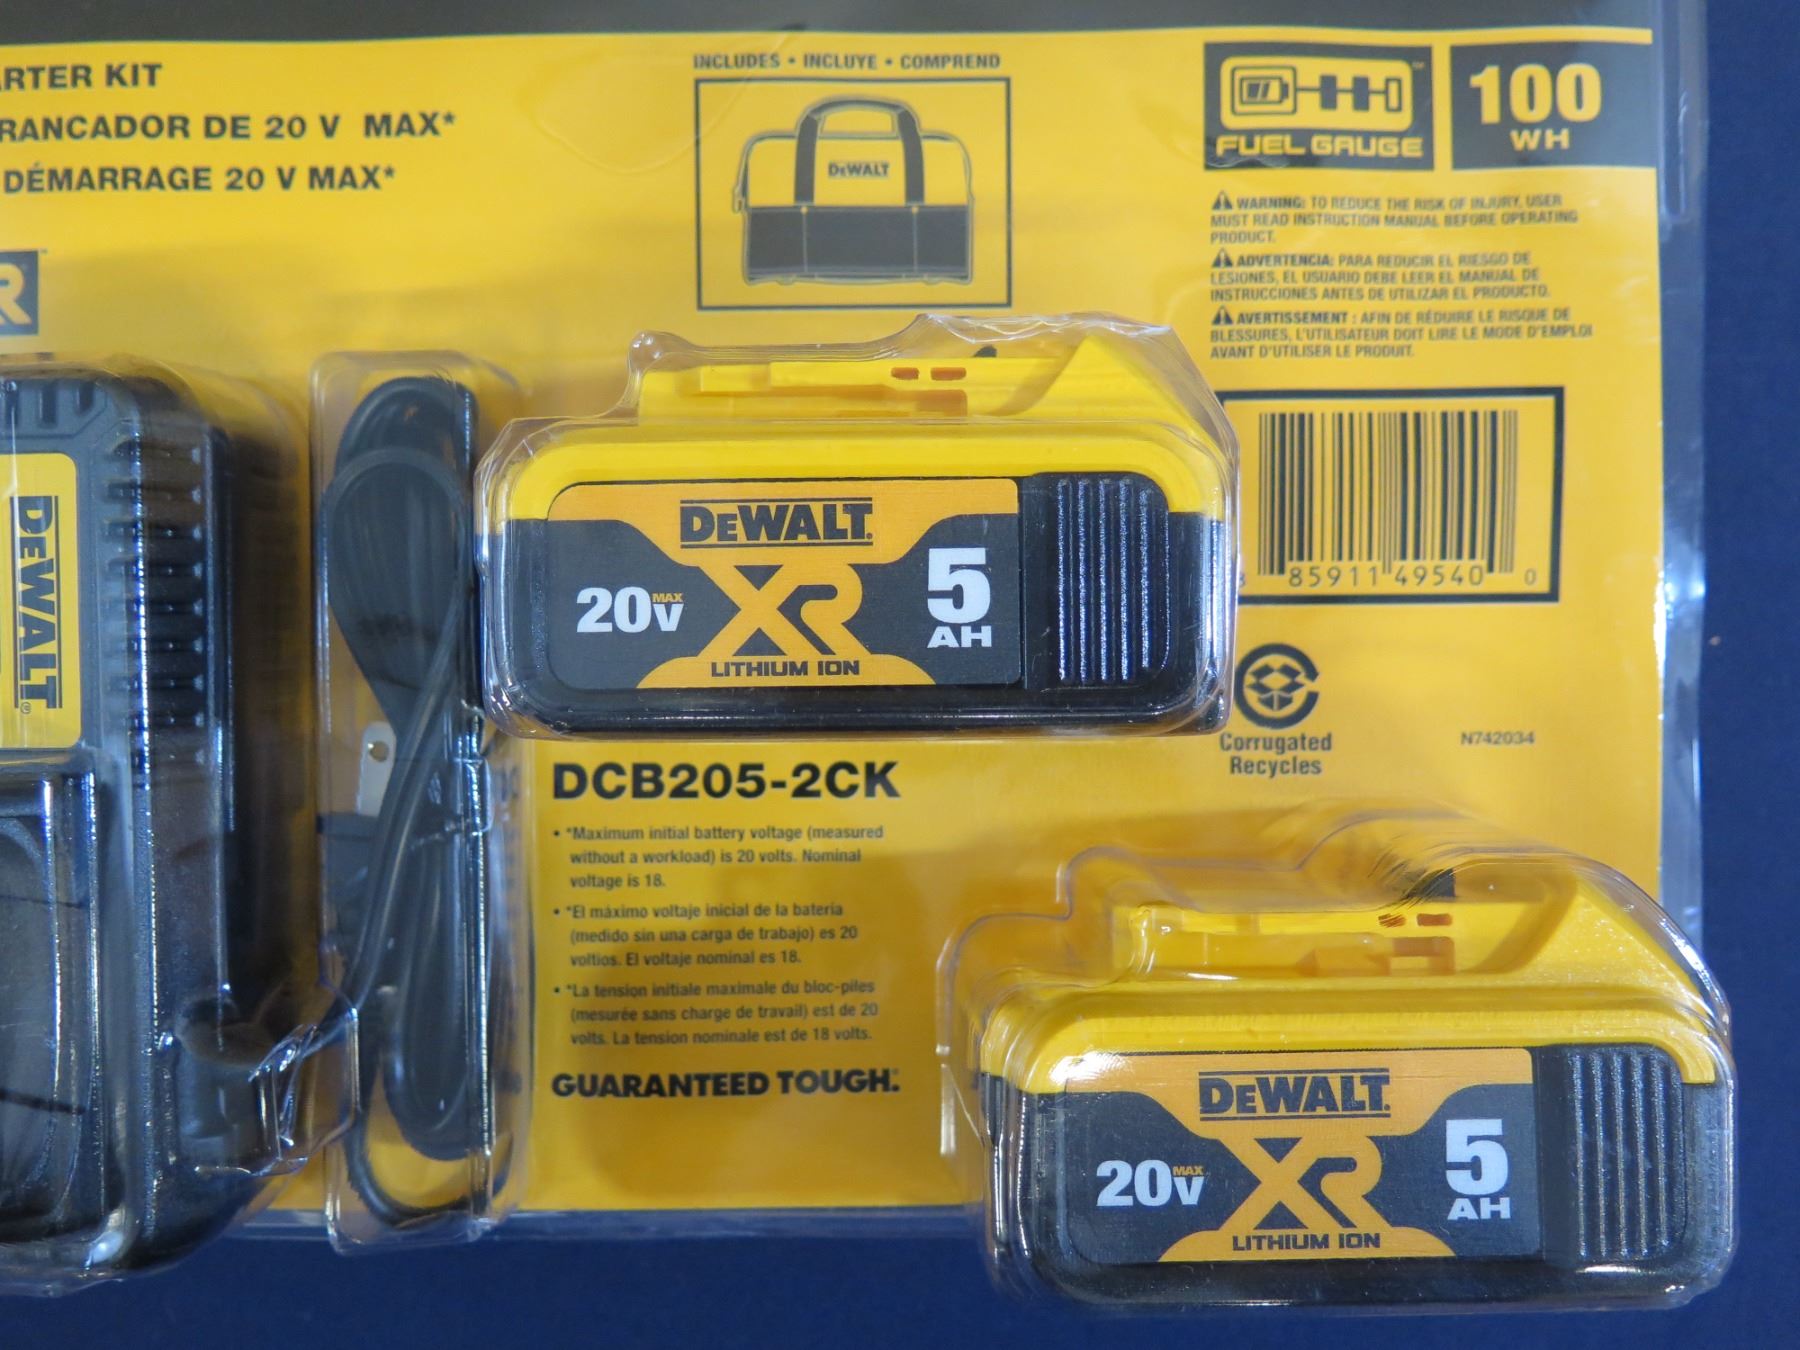 ARTER KIT
RANCADOR DE 20 V MAX*
DÉMARRAGE 20 V MAX*
INCLUDES • INCLUYE • COMPREND
DEWALT
FUEL GAUGE™
100
WH
WARNING: TO REDUCE THE RISK OF INJURY, USER
MUST READ INSTRUCTION MANUAL BEFORE OPERATING
PRODUCT.
ADVERTENCIA: PARA REDUCIR EL RIESGO DE
LESIONES, EL USUARIO DEBE LEER EL MANUAL DE
INSTRUCCIONES ANTES DE UTILIZAR EL PRODUCTO.
AVERTISSEMENT : AFIN DE RÉDUIRE LE RISQUE DE
BLESSURES, L'UTILISATEUR DOIT LIRE LE MODE D'EMPLOI
AVANT D'UTILISER LE PRODUIT.
R
DEWALT®
DEWALT
20V MAX
XR
LITHIUM ION
5
AH
8 85911 49540 0
Corrugated
Recycles
N742034
DCB205-2CK
• *Maximum initial battery voltage (measured
without a workload) is 20 volts. Nominal
voltage is 18.
• *El máximo voltaje inicial de la bateria
(medido sin una carga de trabajo) es 20
voltios. El voltaje nominal es 18.
• *La tension initiale maximale du bloc-piles
(mesurée sans charge de travail) est de 20
volts. La tension nominale est de 18 volts.
GUARANTEED TOUGH.
DEWALT
20V MAX
XR
LITHIUM ION
5
AH